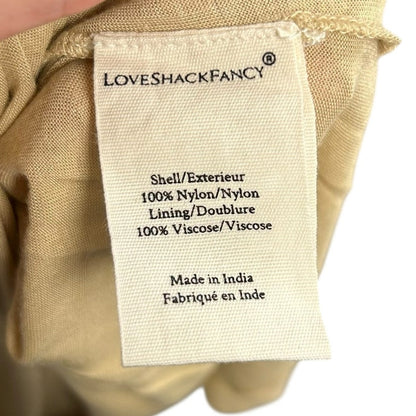 LOVESHACKFANCY®
Shell/Exterieur
100% Nylon/Nylon
Lining/Doublure
100% Viscose/Viscose
Made in India
Fabriqué en Inde